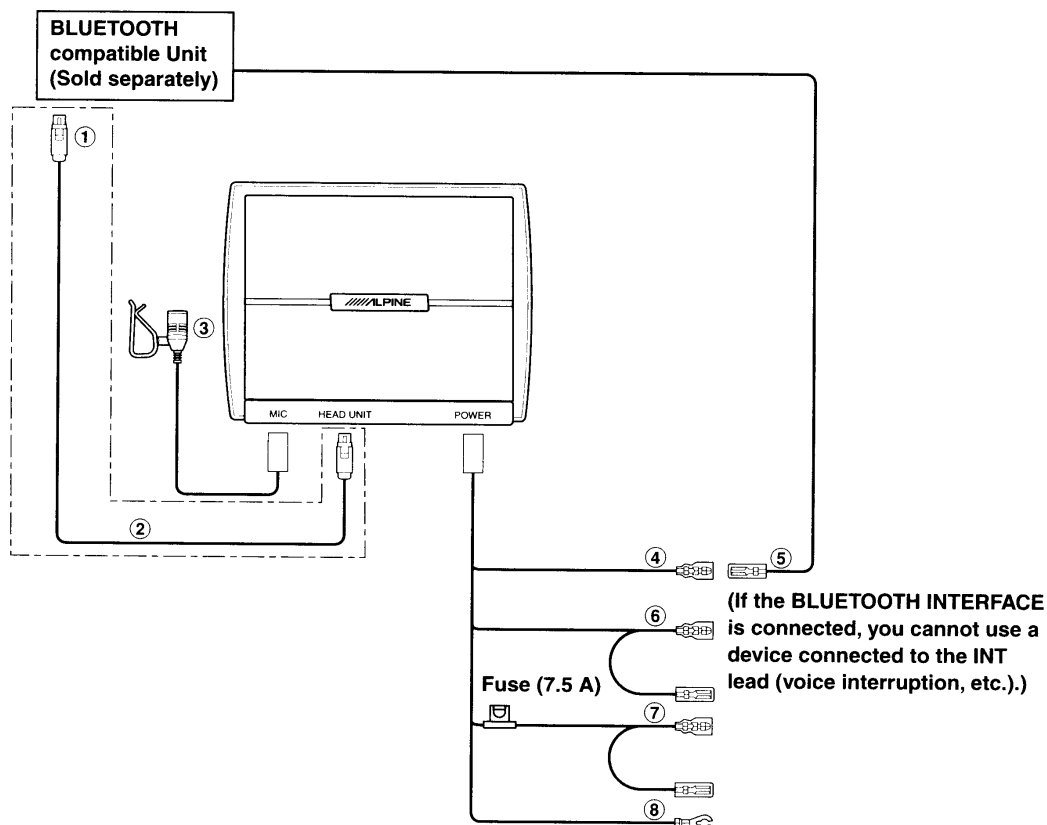 BLUETOOTH
compatible Unit
(Sold separately)
①
ALPINE
③
MIC HEAD UNIT POWER
②
④ ⑤
(If the BLUETOOTH INTERFACE
is connected, you cannot use a
device connected to the INT
lead (voice interruption, etc.).)
⑥
Fuse (7.5 A)
⑦
⑧